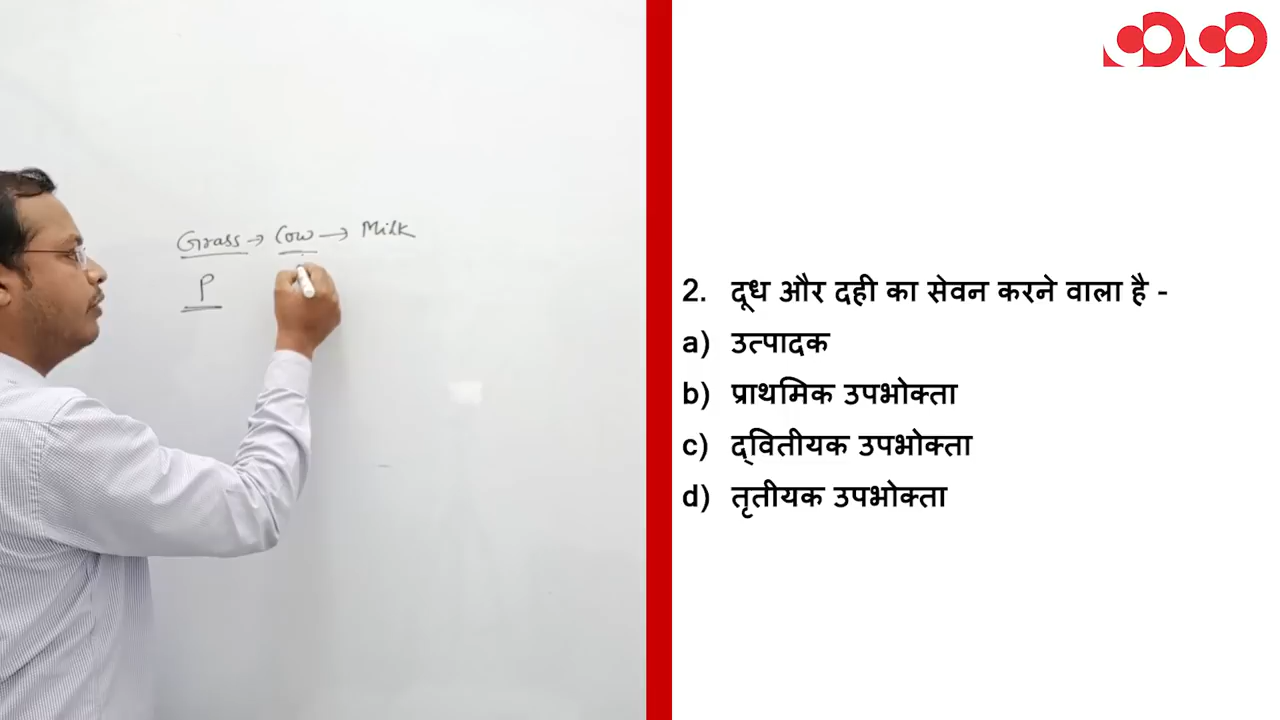 Grass → Cow → Milk
P
2. दूध और दही का सेवन करने वाला है -
a) उत्पादक
b) प्राथमिक उपभोक्ता
c) द्वितीयक उपभोक्ता
d) तृतीयक उपभोक्ता